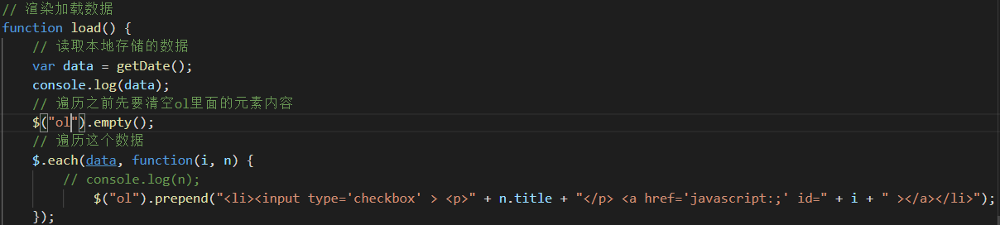 // 渲染加载数据
function load() {
    // 读取本地存储的数据
    var data = getDate();
    console.log(data);
    // 遍历之前先要清空ol里面的元素内容
    $("ol").empty();
    // 遍历这个数据
    $.each(data, function(i, n) {
        // console.log(n);
            $("ol").prepend("<li><input type='checkbox' > <p>" + n.title + "</p> <a href='javascript:;' id=" + i + " ></a></li>");
    });